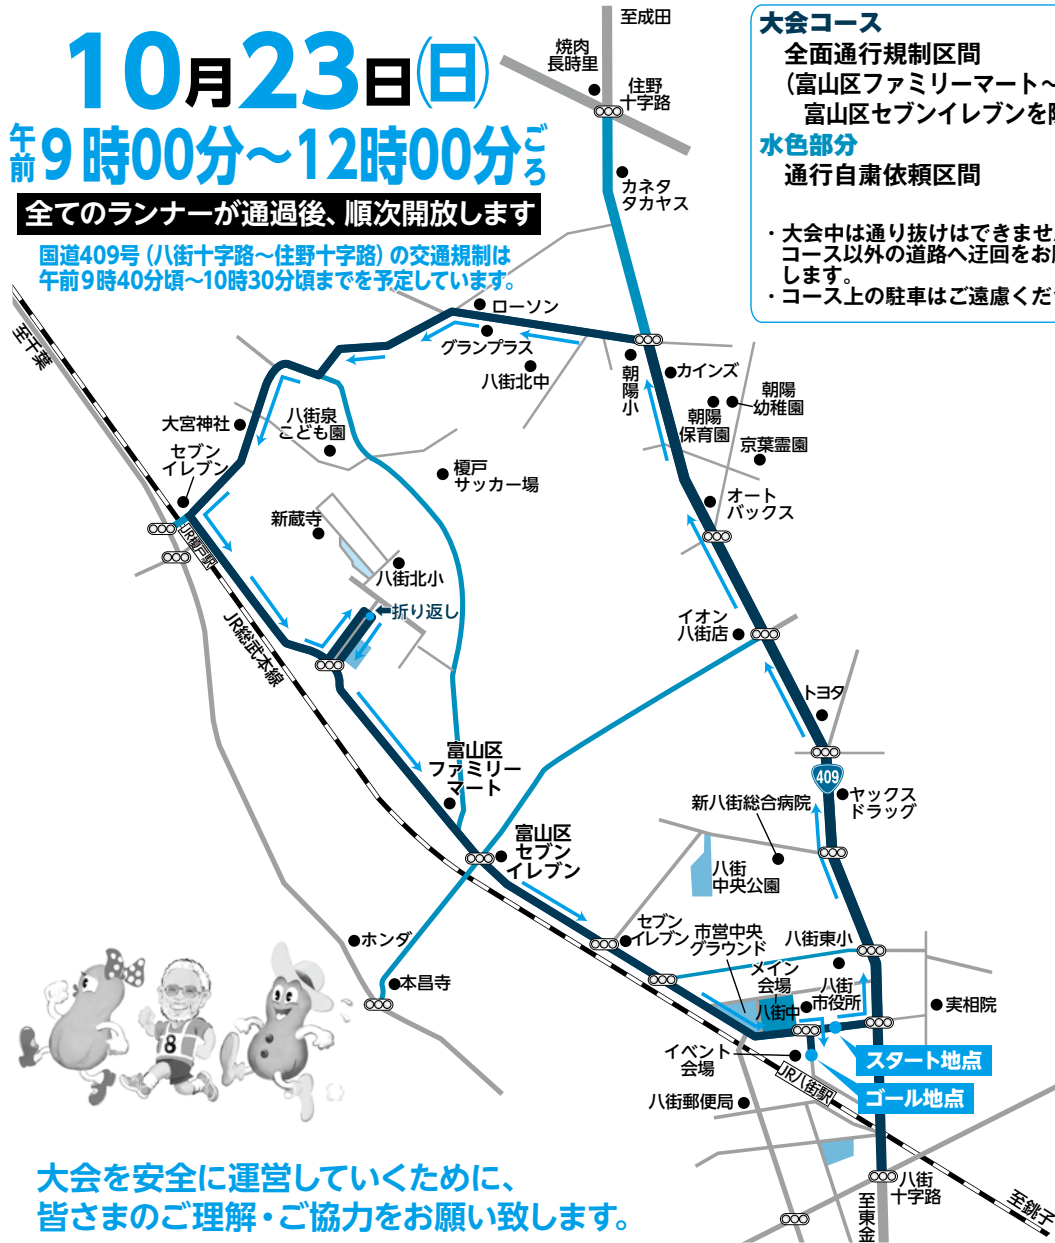 10月23日(日)
午前9時00分～12時00分ごろ
全てのランナーが通過後、順次開放します
国道409号（八街十字路～住野十字路）の交通規制は
午前9時40分頃～10時30分頃までを予定しています。
大会コース
全面通行規制区間
（富山区ファミリーマート～
富山区セブンイレブンを除
水色部分
通行自粛依頼区間
・大会中は通り抜けはできませ
コース以外の道路へ迂回をお
します。
・コース上の駐車はご遠慮くだ
至成田
焼肉
長時里
住野
十字路
カネタ
タカヤス
至千葉
ローソン
グランプラス
八街北中
朝陽小
カインズ
朝陽
幼稚園
朝陽
保育園
京葉霊園
大宮神社
八街泉
こども園
セブン
イレブン
榎戸
サッカー場
オート
バックス
新蔵寺
JR榎戸駅
八街北小
折り返し
イオン
八街店
JR総武本線
トヨタ
409
富山区
ファミリー
マート
新八街総合病院
ヤックス
ドラッグ
富山区
セブン
イレブン
八街
中央公園
ホンダ
セブン
イレブン
市営中央
グラウンド
八街東小
メイン
会場
八街中
八街
市役所
本昌寺
実相院
8
イベント
会場
スタート地点
JR八街駅
ゴール地点
八街郵便局
八街
十字路
至東金
至銚子
大会を安全に運営していくために、
皆さまのご理解・ご協力をお願い致します。